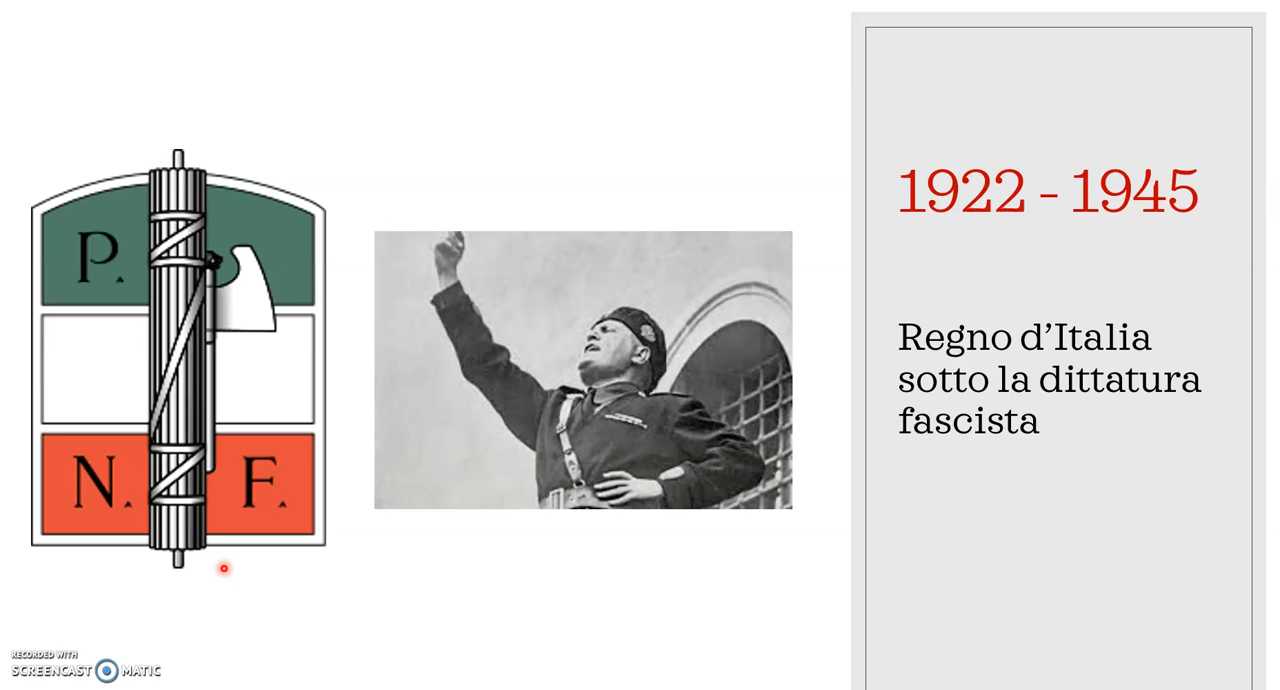 P.
N. F.
1922 - 1945
Regno d’Italia
sotto la dittatura
fascista
RECORDED WITH
SCREENCAST MATIC